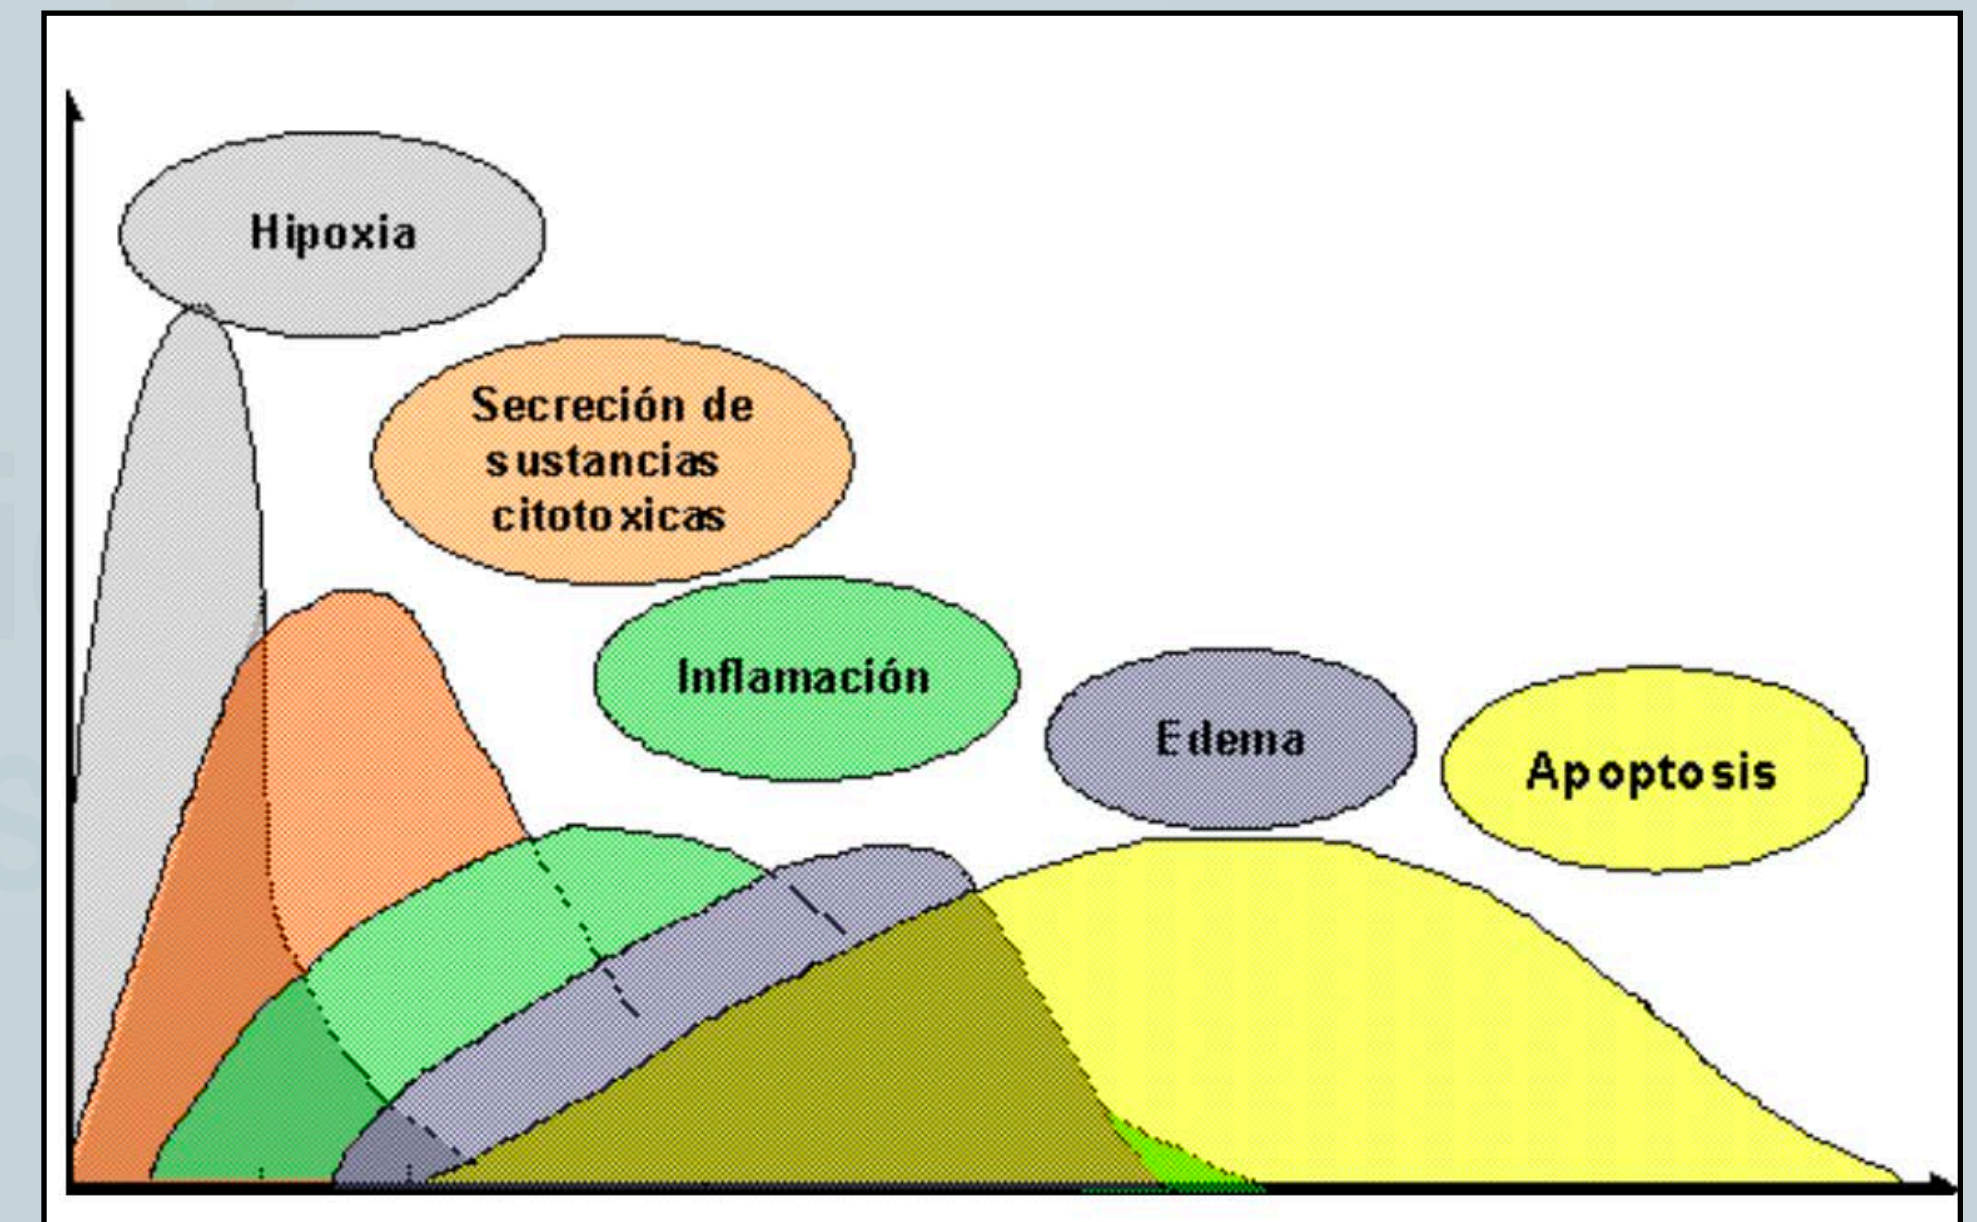 Hipoxia
Secreción de
sustancias
citotoxicas
Inflamación
Edema
Apoptosis